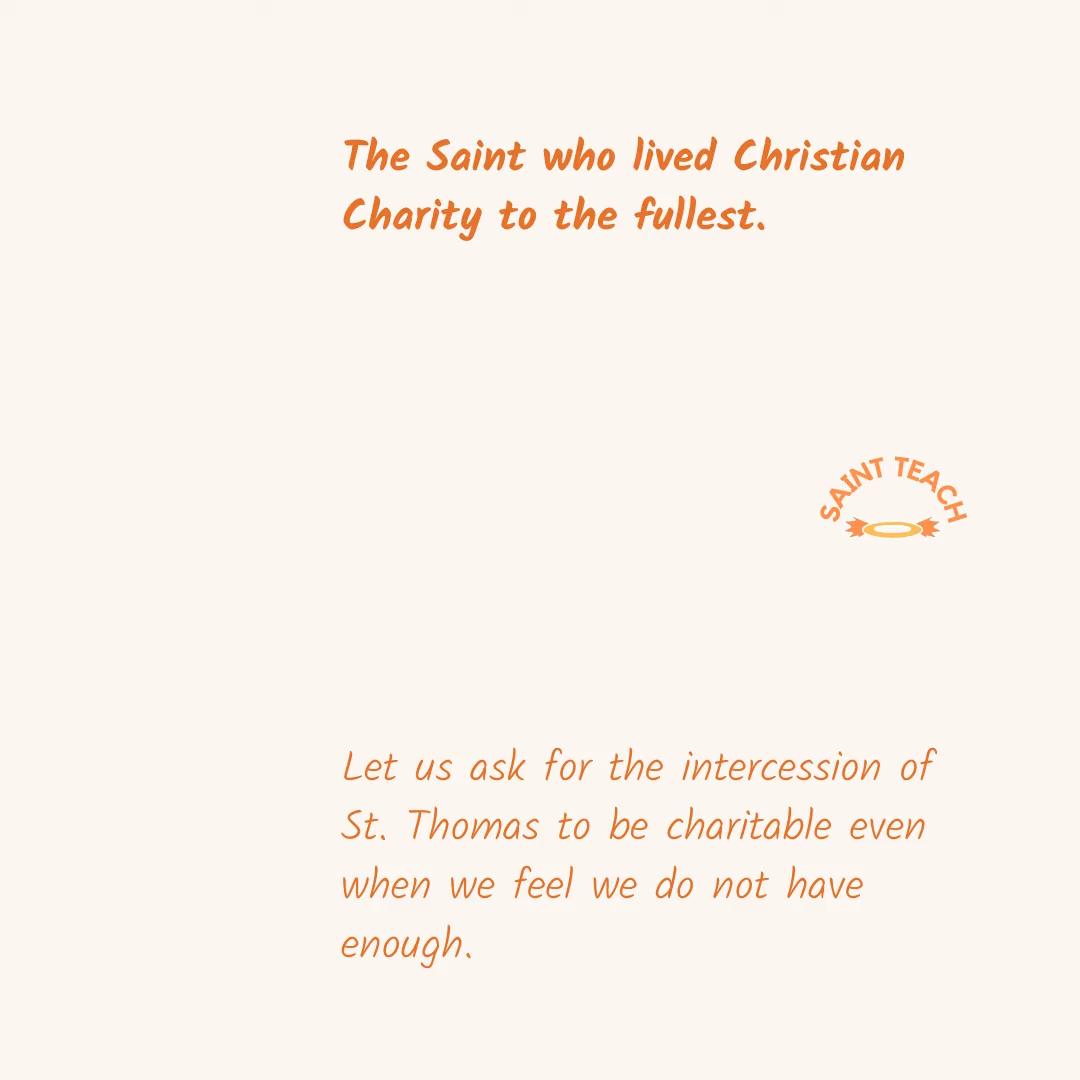 The Saint who lived Christian
Charity to the fullest.
SAINT TEACH
Let us ask for the intercession of
St. Thomas to be charitable even
when we feel we do not have
enough.